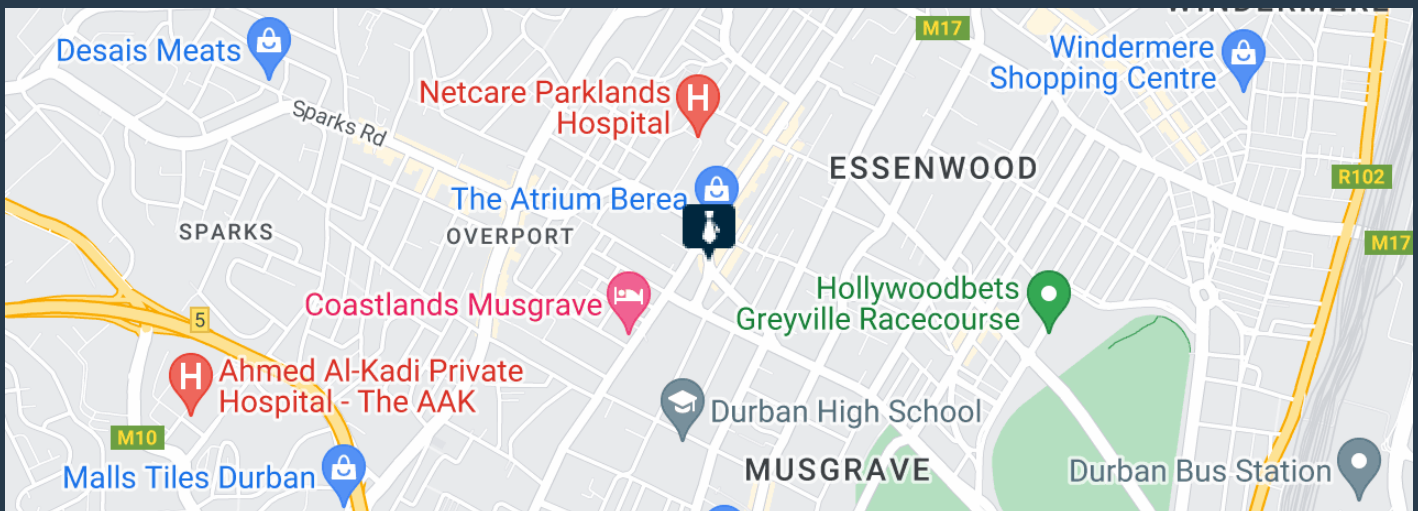 WINDERMERE
M17
Desais Meats
Windermere
Shopping Centre
Netcare Parklands
Hospital
Sparks Rd
ESSENWOOD
R102
The Atrium Berea
SPARKS
OVERPORT
M17
Hollywoodbets
Greyville Racecourse
Coastlands Musgrave
5
Ahmed Al-Kadi Private
Hospital - The AAK
Durban High School
M10
MUSGRAVE
Durban Bus Station
Malls Tiles Durban